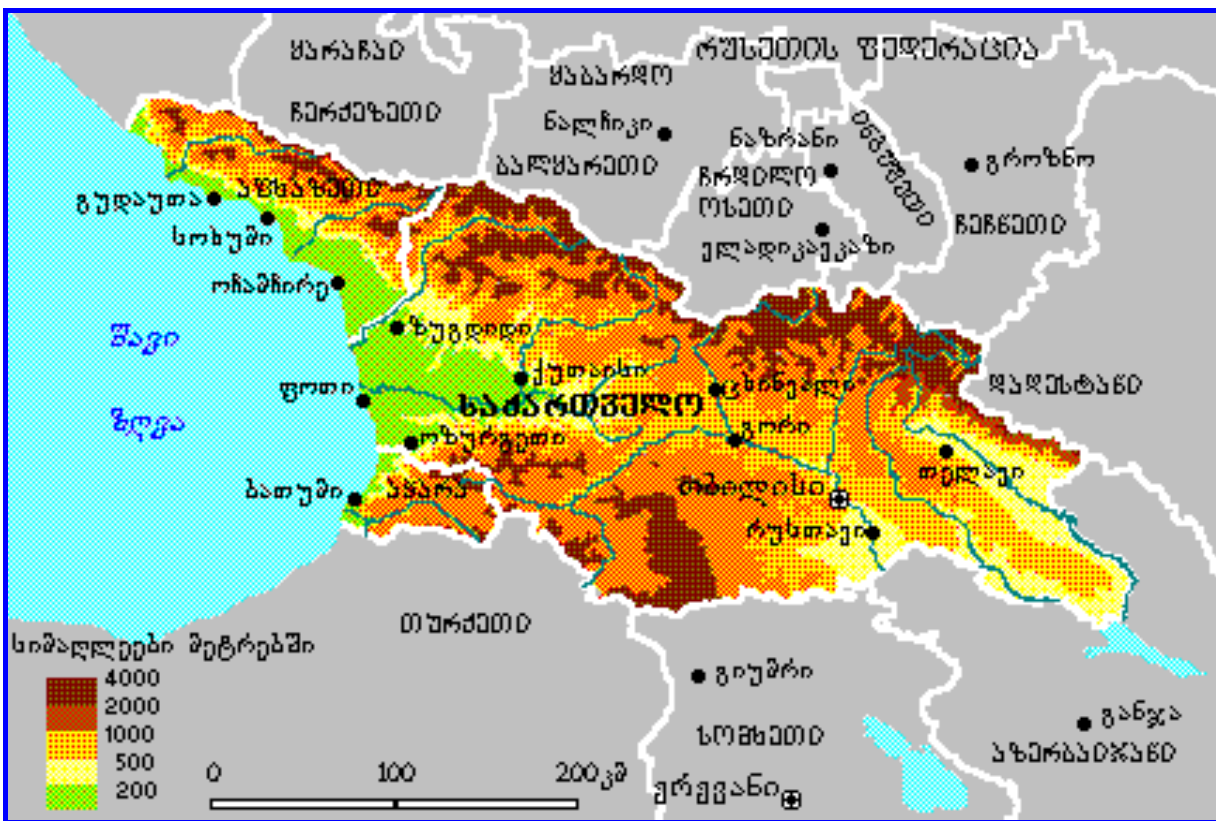 ყარაჩაი
ჩერქეზეთი
ყაბარდო
ნალჩიკი
ბალყარეთი
რუსეთის ფედერაცია
ნაზრანი
ჩრდილო
ოსეთი
ვლადიკავკაზი
ინგუშეთი
გროზნო
ჩეჩნეთი
დაღესტანი
აფხაზეთი
გუდაუთა
სოხუმი
ოჩამჩირე
ზუგდიდი
შავი
ზღვა
ფოთი
ქუთაისი
საქართველო
ცხინვალი
გორი
ოზურგეთი
ბათუმი
აჭარა
თბილისი
თელავი
რუსთავი
თურქეთი
სიმაღლეები მეტრებში
4000
2000
1000
500
200
0 100 200კმ
გიუმრი
სომხეთი
ერევანი
განჯა
აზერბაიჯანი